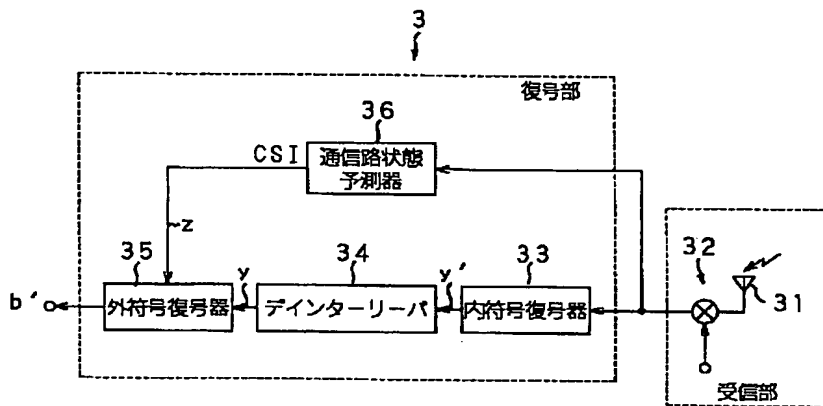 3
復号部
36
CSI
通信路状態
予測器
z
35
34
33
32
31
b'
外符号復号器
y
デインターリーバ
y'
内符号復号器
受信部